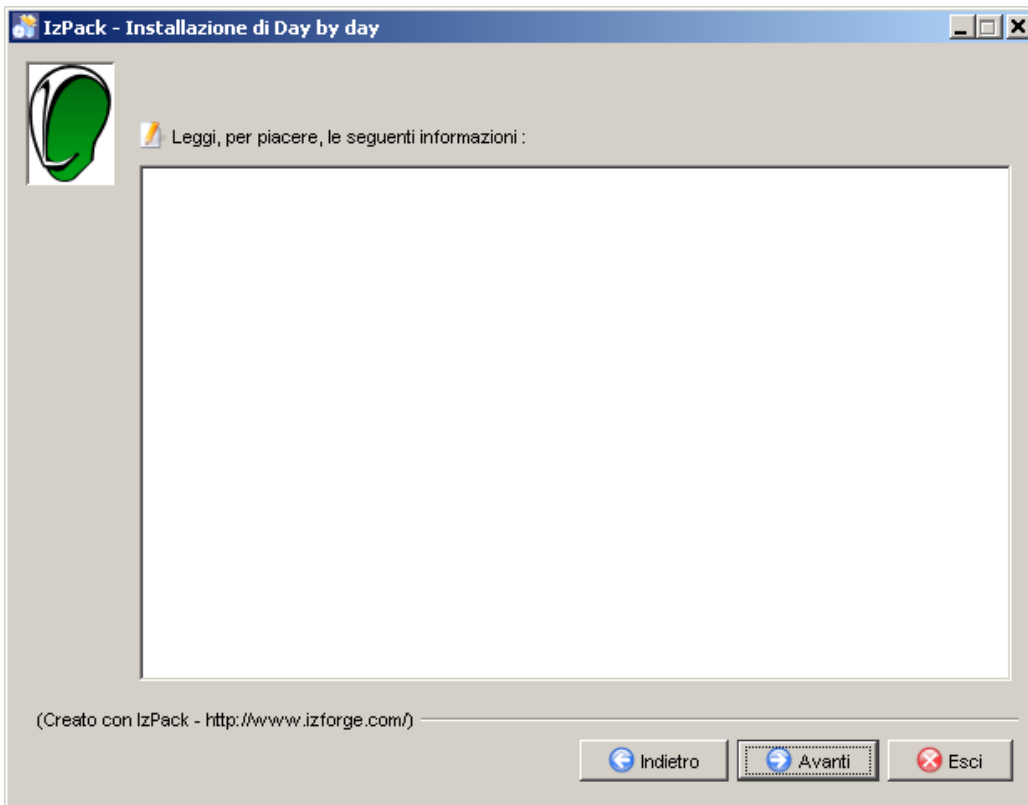 IzPack - Installazione di Day by day
Leggi, per piacere, le seguenti informazioni :
(Creato con IzPack - http://www.izforge.com/)
Indietro
Avanti
Esci